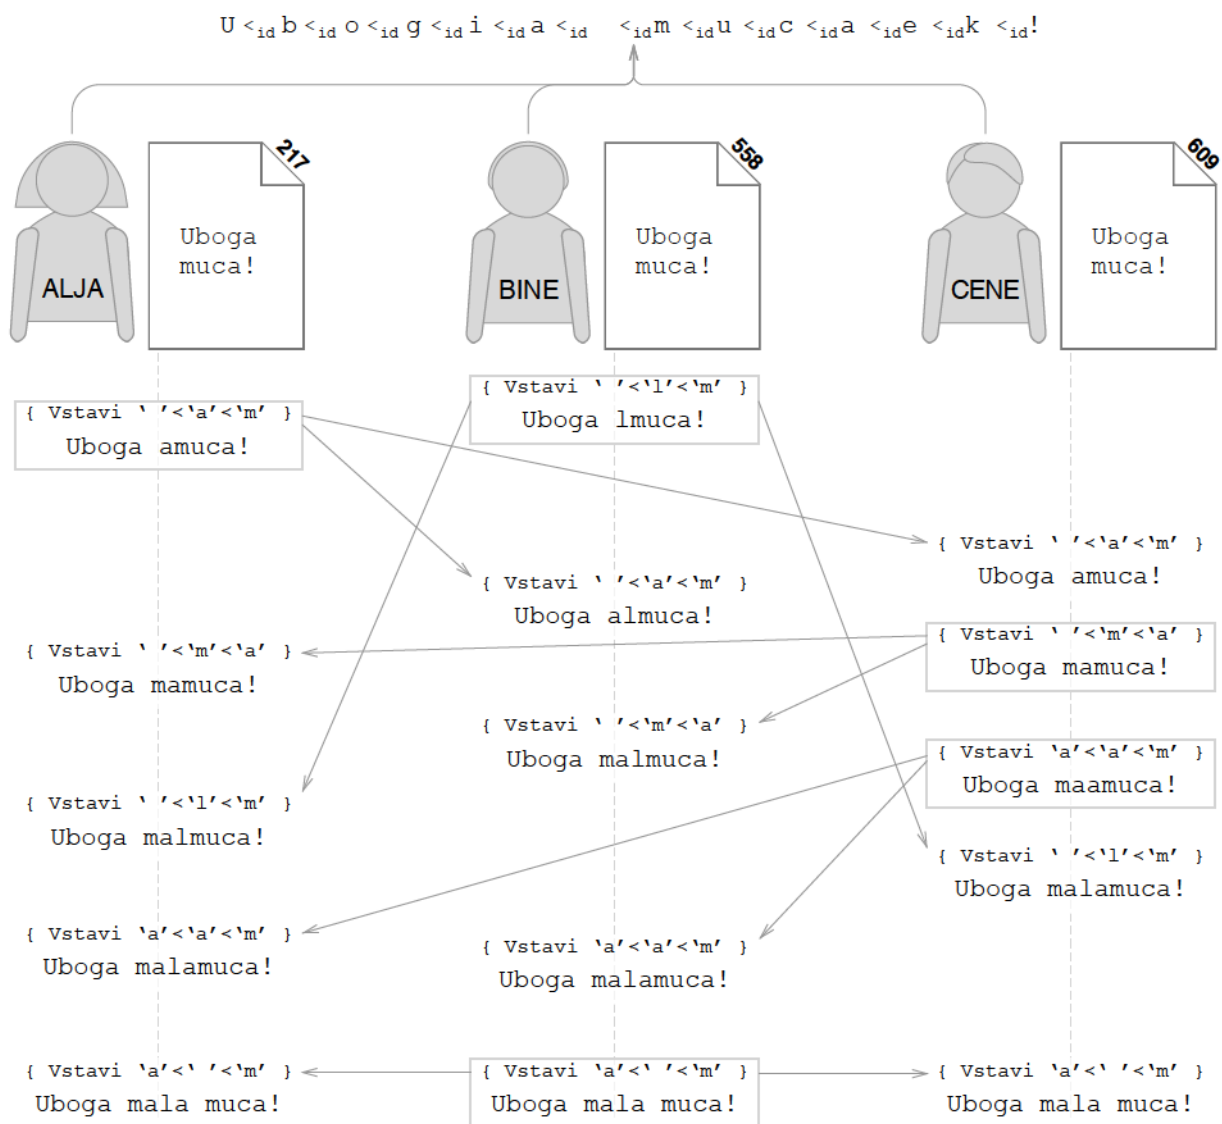 U <id b <id o <id g <id i <id a <id   <id m <id u <id c <id a <id e <id k <id!
217
558
609
Uboga
muca!
Uboga
muca!
Uboga
muca!
ALJA
BINE
CENE
{ Vstavi ‘ ’<‘l’<‘m’ }
Uboga lmuca!
{ Vstavi ‘ ’<‘a’<‘m’ }
Uboga amuca!
{ Vstavi ‘ ’<‘a’<‘m’ }
Uboga amuca!
{ Vstavi ‘ ’<‘a’<‘m’ }
Uboga almuca!
{ Vstavi ‘ ’<‘m’<‘a’ }
Uboga mamuca!
{ Vstavi ‘ ’<‘m’<‘a’ }
Uboga mamuca!
{ Vstavi ‘ ’<‘m’<‘a’ }
Uboga malmuca!
{ Vstavi ‘a’<‘a’<‘m’ }
Uboga maamuca!
{ Vstavi ‘ ’<‘l’<‘m’ }
Uboga malmuca!
{ Vstavi ‘ ’<‘l’<‘m’ }
Uboga malamuca!
{ Vstavi ‘a’<‘a’<‘m’ }
Uboga malamuca!
{ Vstavi ‘a’<‘a’<‘m’ }
Uboga malamuca!
{ Vstavi ‘a’<‘ ’<‘m’ }
Uboga mala muca!
{ Vstavi ‘a’<‘ ’<‘m’ }
Uboga mala muca!
{ Vstavi ‘a’<‘ ’<‘m’ }
Uboga mala muca!